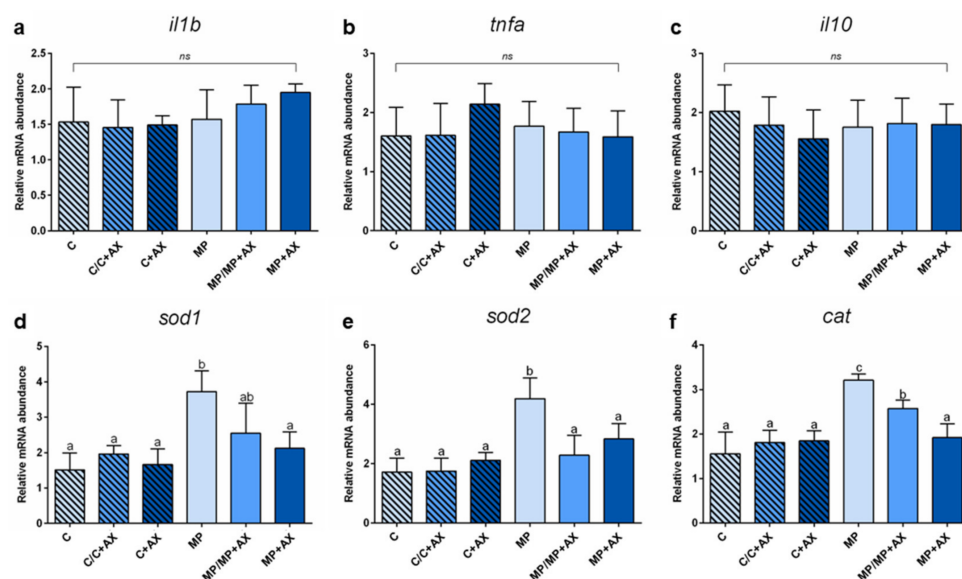 a
il1b
Relative mRNA abundance
2.5
2.0
1.5
1.0
0.5
0.0
ns
C
C/C+AX
C+AX
MP
MP/MP+AX
MP+AX
b
tnfa
Relative mRNA abundance
3
2
1
0
ns
C
C/C+AX
C+AX
MP
MP/MP+AX
MP+AX
c
il10
Relative mRNA abundance
3
2
1
0
ns
C
C/C+AX
C+AX
MP
MP/MP+AX
MP+AX
d
sod1
Relative mRNA abundance
5
4
3
2
1
0
a
a
a
b
ab
a
C
C/C+AX
C+AX
MP
MP/MP+AX
MP+AX
e
sod2
Relative mRNA abundance
6
4
2
0
a
a
a
b
a
a
C
C/C+AX
C+AX
MP
MP/MP+AX
MP+AX
f
cat
Relative mRNA abundance
4
3
2
1
0
a
a
a
c
b
a
C
C/C+AX
C+AX
MP
MP/MP+AX
MP+AX